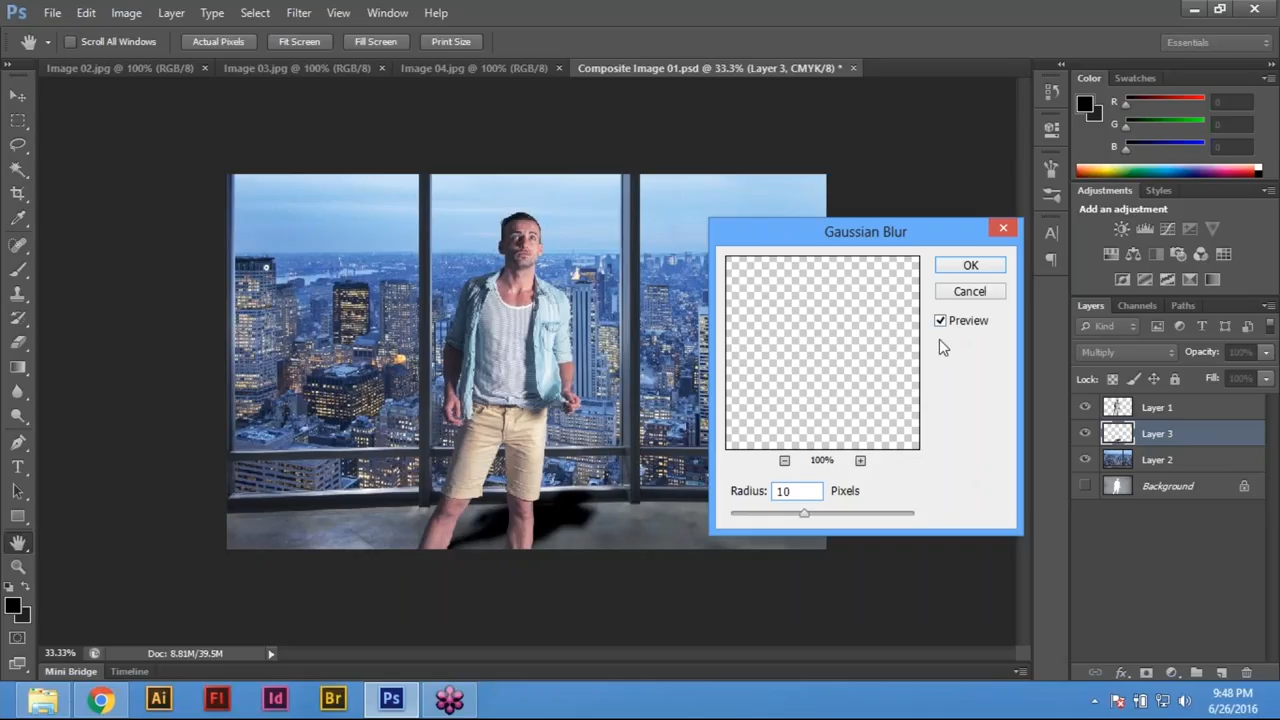 Ps File Edit Image Layer Type Select Filter View Window Help
Scroll All Windows Actual Pixels Fit Screen Fill Screen Print Size Essentials
Image 02.jpg @ 100% (RGB/8) × Image 03.jpg @ 100% (RGB/8) × Image 04.jpg @ 100% (RGB/8) × Composite Image 01.psd @ 33.3% (Layer 3, CMYK/8) * ×
Color Swatches
R 0
G 0
B 0
Adjustments Styles
Add an adjustment
Gaussian Blur
OK
Cancel
Preview
100%
Radius: 10 Pixels
Layers Channels Paths
Kind
Multiply Opacity: 100%
Lock: Fill: 100%
Layer 1
Layer 3
Layer 2
Background
33.33% Doc: 8.81M/39.5M
Mini Bridge Timeline
Ai Fl Id Br Ps
9:48 PM
6/26/2016